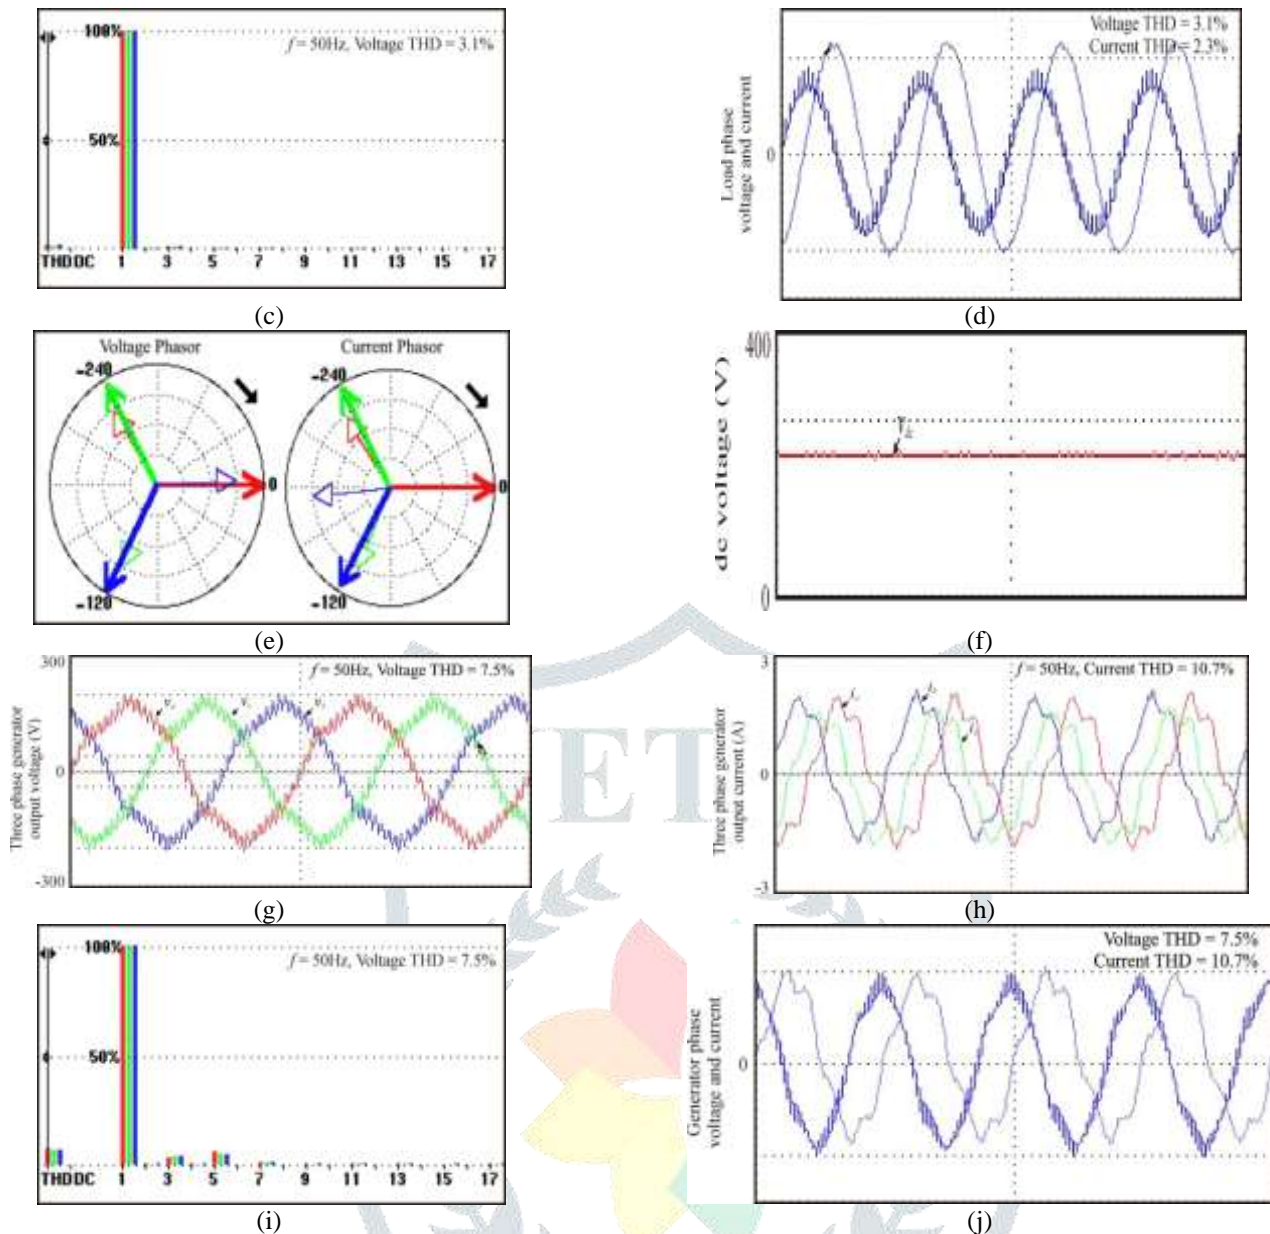 100%
f = 50Hz, Voltage THD = 3.1%
50%
THDDC 1 3 5 7 9 11 13 15 17
(c)
Voltage THD = 3.1%
Current THD = 2.3%
Load phase
voltage and current
0
(d)
Voltage Phasor
Current Phasor
-240
-240
0
0
-120
-120
(e)
400
dc voltage (V)
0
(f)
300
f = 50Hz, Voltage THD = 7.5%
Three phase generator
output voltage (V)
0
-300
(g)
3
f = 50Hz, Current THD = 10.7%
Three phase generator
output current (A)
0
-3
(h)
ET
100%
f = 50Hz, Voltage THD = 7.5%
50%
THDDC 1 3 5 7 9 11 13 15 17
(i)
Voltage THD = 7.5%
Current THD = 10.7%
Generator phase
voltage and current
0
(j)